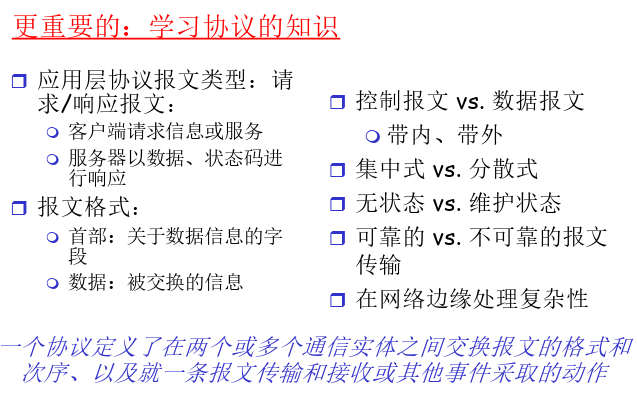 更重要的：学习协议的知识
应用层协议报文类型：请
求/响应报文：
客户端请求信息或服务
服务器以数据、状态码进
行响应
报文格式：
首部：关于数据信息的字
段
数据：被交换的信息
控制报文 vs. 数据报文
带内、带外
集中式 vs. 分散式
无状态 vs. 维护状态
可靠的 vs. 不可靠的报文
传输
在网络边缘处理复杂性
一个协议定义了在两个或多个通信实体之间交换报文的格式和
次序、以及就一条报文传输和接收或其他事件采取的动作